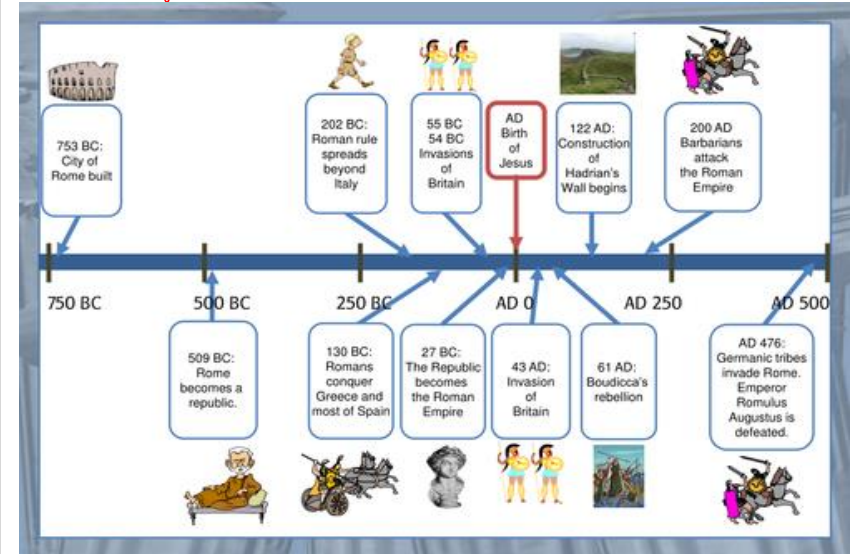 753 BC:
City of
Rome built
202 BC:
Roman rule
spreads
beyond
Italy
55 BC
54 BC
Invasions
of
Britain
AD
Birth
of
Jesus
122 AD:
Construction
of
Hadrian's
Wall begins
200 AD
Barbarians
attack
the Roman
Empire
750 BC
500 BC
250 BC
AD 0
AD 250
AD 500
509 BC:
Rome
becomes a
republic.
130 BC:
Romans
conquer
Greece and
most of Spain
27 BC:
The Republic
becomes
the Roman
Empire
43 AD:
Invasion
of
Britain
61 AD:
Boudicca's
rebellion
AD 476:
Germanic tribes
invade Rome.
Emperor
Romulus
Augustus is
defeated.